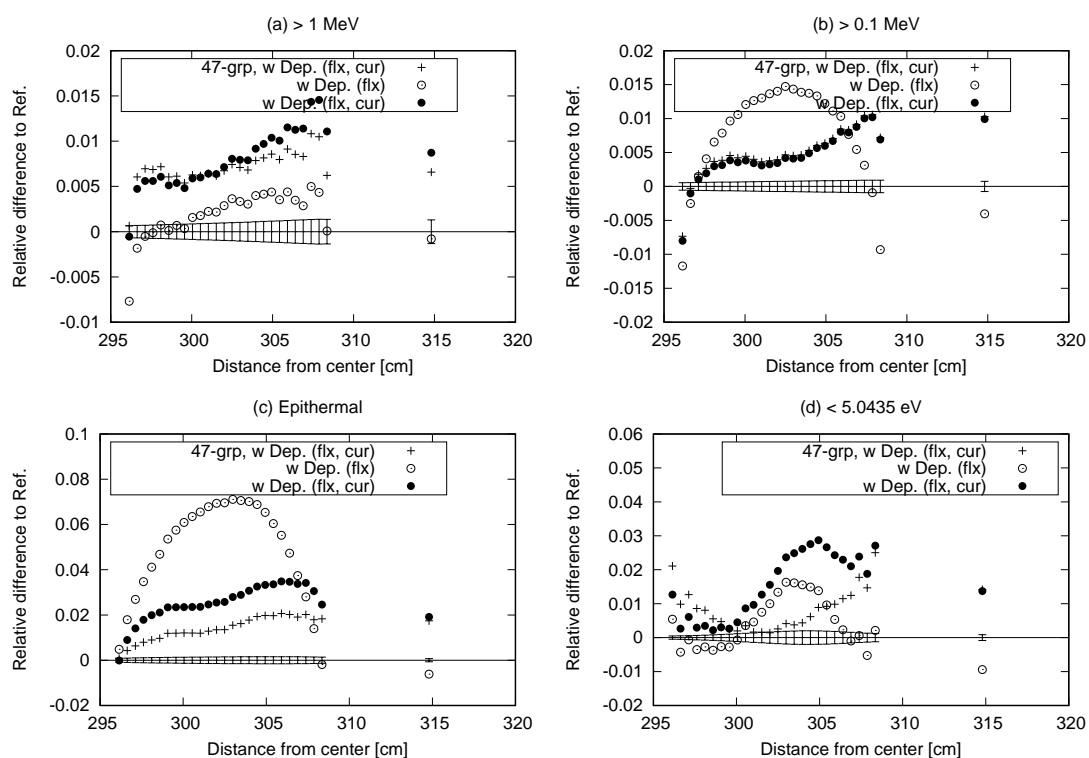 (a) > 1 MeV
Relative difference to Ref.
0.02
0.015
0.01
0.005
0
-0.005
-0.01
47-grp, w Dep. (flx, cur)
w Dep. (flx)
w Dep. (flx, cur)
295 300 305 310 315 320
Distance from center [cm]
(b) > 0.1 MeV
Relative difference to Ref.
0.02
0.015
0.01
0.005
0
-0.005
-0.01
-0.015
-0.02
47-grp, w Dep. (flx, cur)
w Dep. (flx)
w Dep. (flx, cur)
295 300 305 310 315 320
Distance from center [cm]
(c) Epithermal
Relative difference to Ref.
0.1
0.08
0.06
0.04
0.02
0
-0.02
47-grp, w Dep. (flx, cur)
w Dep. (flx)
w Dep. (flx, cur)
295 300 305 310 315 320
Distance from center [cm]
(d) < 5.0435 eV
Relative difference to Ref.
0.06
0.05
0.04
0.03
0.02
0.01
0
-0.01
-0.02
47-grp, w Dep. (flx, cur)
w Dep. (flx)
w Dep. (flx, cur)
295 300 305 310 315 320
Distance from center [cm]